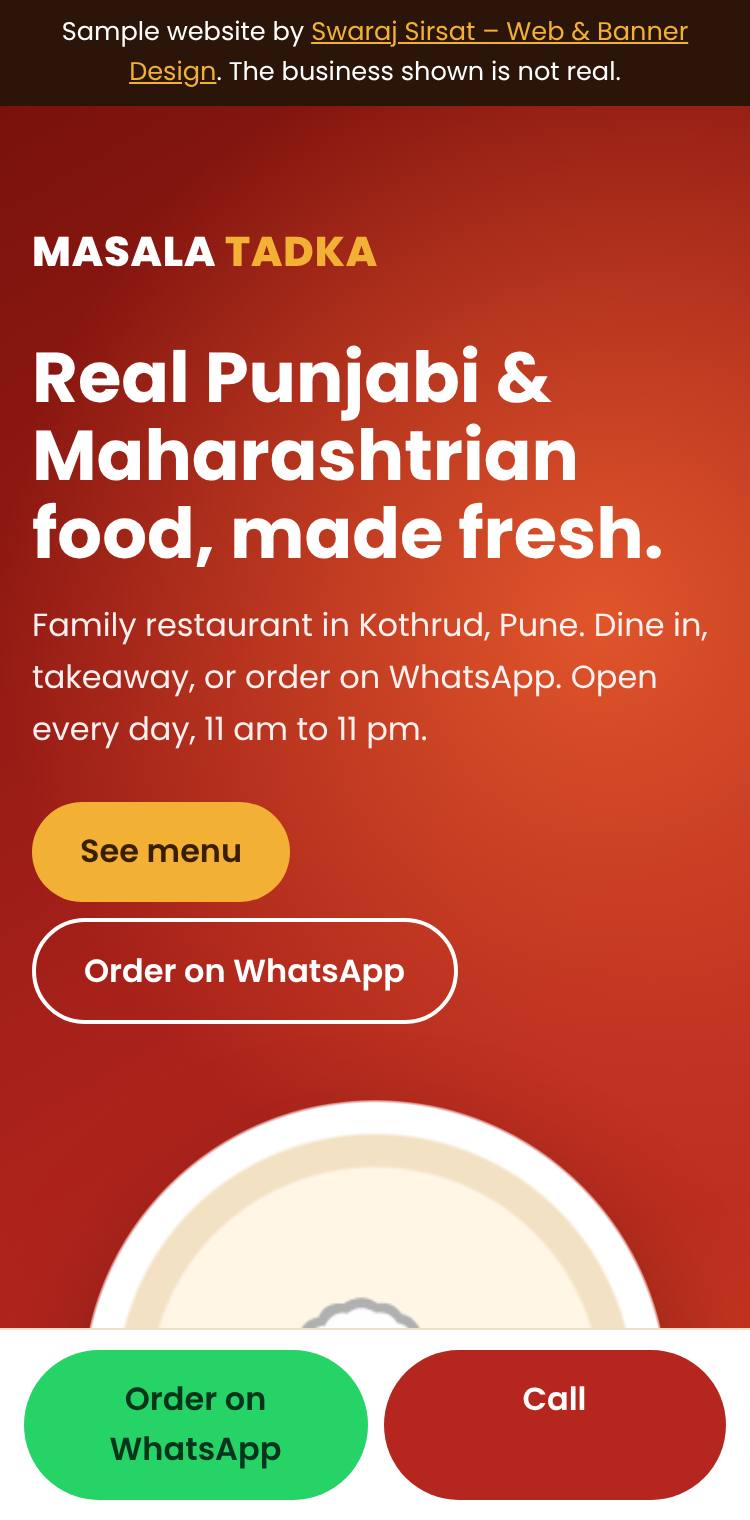 Sample website by Swaraj Sirsat – Web & Banner
Design. The business shown is not real.
MASALA TADKA
Real Punjabi &
Maharashtrian
food, made fresh.
Family restaurant in Kothrud, Pune. Dine in,
takeaway, or order on WhatsApp. Open
every day, 11 am to 11 pm.
See menu
Order on WhatsApp
Order on
WhatsApp
Call